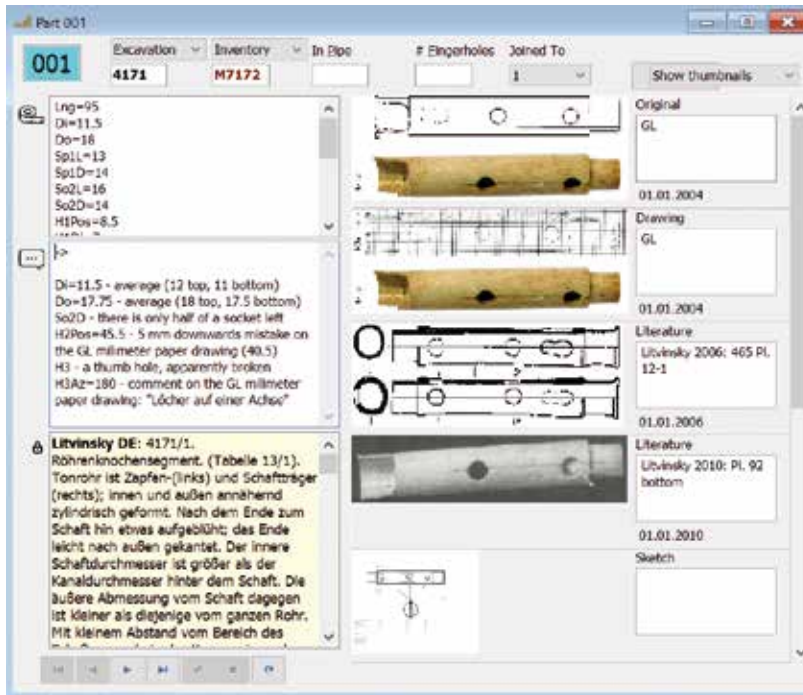 Part 001
001
Excavation
Inventory
In Pipe
# Fingerholes
Joined To
4171
M7172
1
Show thumbnails
Lng=95
Di=11.5
Do=18
Sp1L=13
Sp1D=14
So2L=16
So2D=14
H1Pos=8.5
->
Di=11.5 - average (12 top, 11 bottom)
Do=17.75 - average (18 top, 17.5 bottom)
So2D - there is only half of a socket left
H2Pos=45.5 - 5 mm downwards mistake on
the GL milimeter paper drawing (40.5)
H3 - a thumb hole, apparently broken
H3Az=180 - comment on the GL milimeter
paper drawing: "Löcher auf einer Achse"
Litvinsky DE: 4171/1.
Röhrenknochensegment. (Tabelle 13/1).
Tonrohr ist Zapfen-(links) und Schaftträger
(rechts); innen und außen annähernd
zylindrisch geformt. Nach dem Ende zum
Schaft hin etwas aufgeblüht; das Ende
leicht nach außen gekantet. Der innere
Schaftdurchmesser ist größer als der
Kanaldurchmesser hinter dem Schaft. Die
äußere Abmessung vom Schaft dagegen
ist kleiner als diejenige vom ganzen Rohr.
Mit kleinem Abstand vom Bereich des
Original
GL
01.01.2004
Drawing
GL
01.01.2004
Literature
Litvinsky 2006: 465 Pl.
12-1
01.01.2006
Literature
Litvinsky 2010: Pl. 92
bottom
01.01.2010
Sketch